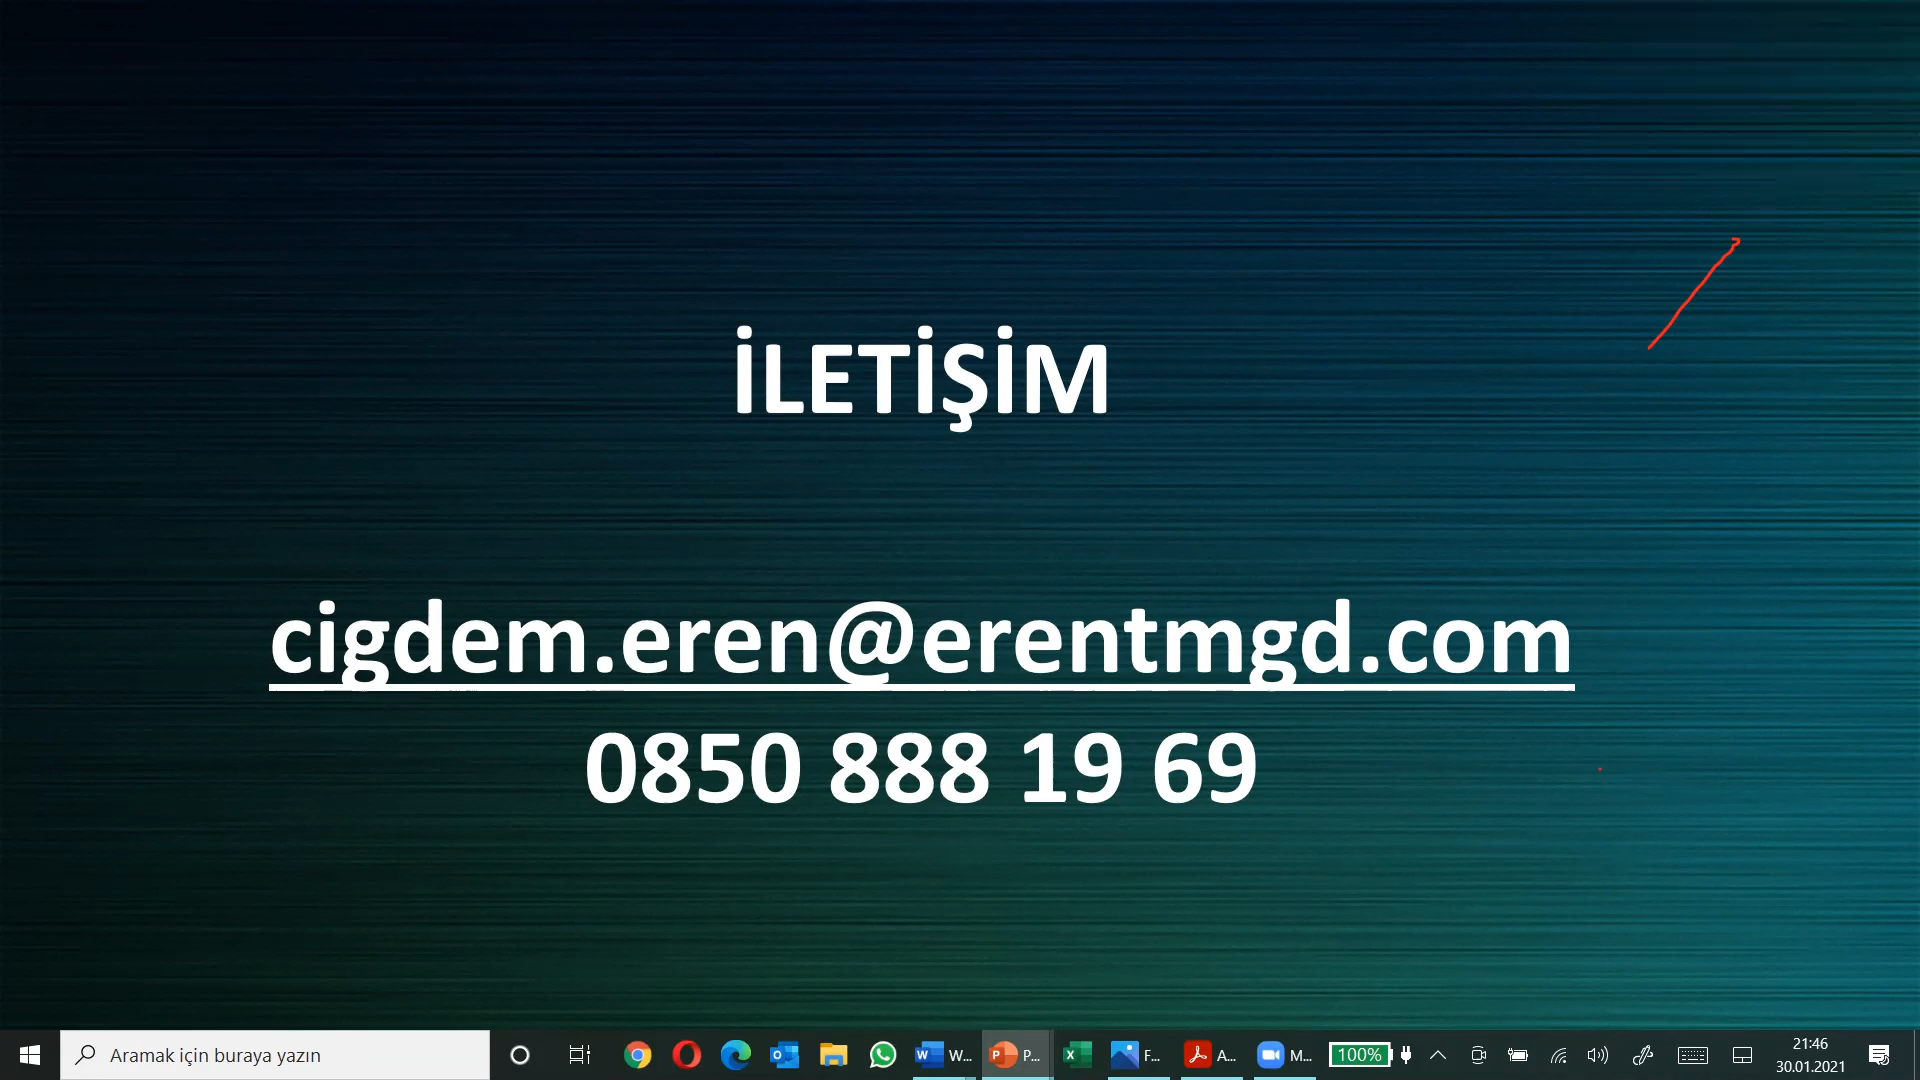 İLETİŞİM
cigdem.eren@erentmgd.com
0850 888 19 69
Aramak için buraya yazın
W...
P...
F...
A...
M...
100%
21:46
30.01.2021